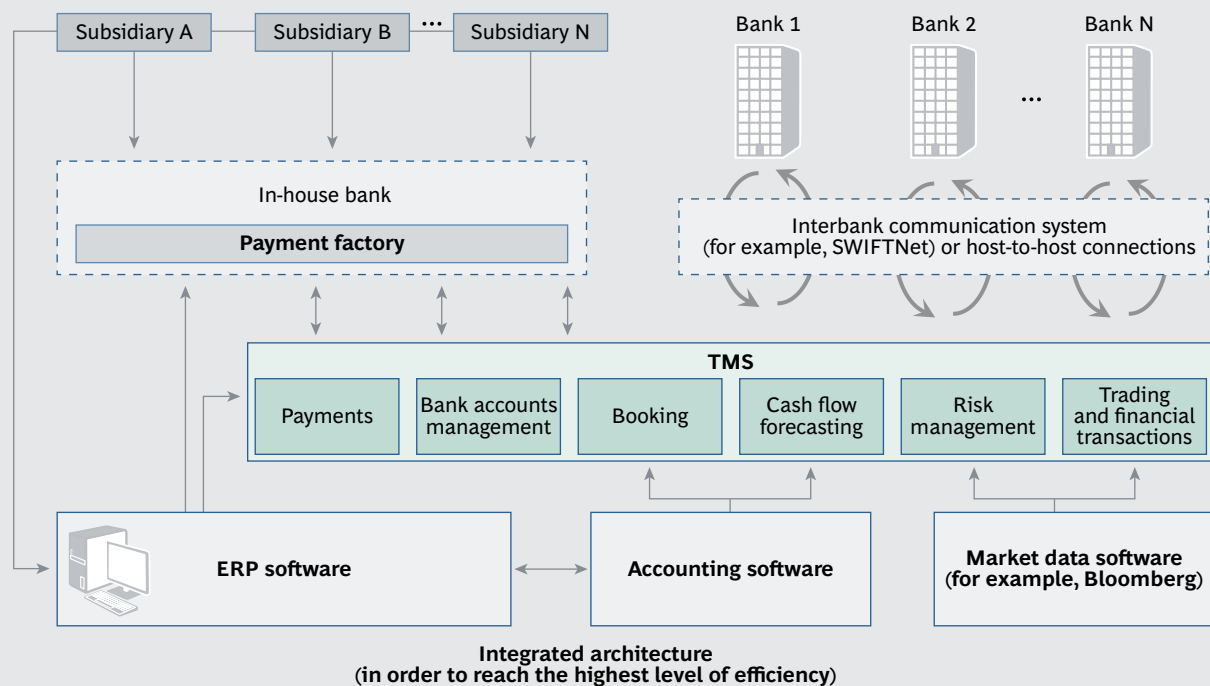 Subsidiary A
Subsidiary B
...
Subsidiary N
Bank 1
Bank 2
Bank N
...
In-house bank
Payment factory
Interbank communication system
(for example, SWIFTNet) or host-to-host connections
TMS
Payments
Bank accounts
management
Booking
Cash flow
forecasting
Risk
management
Trading
and financial
transactions
ERP software
Accounting software
Market data software
(for example, Bloomberg)
Integrated architecture
(in order to reach the highest level of efficiency)